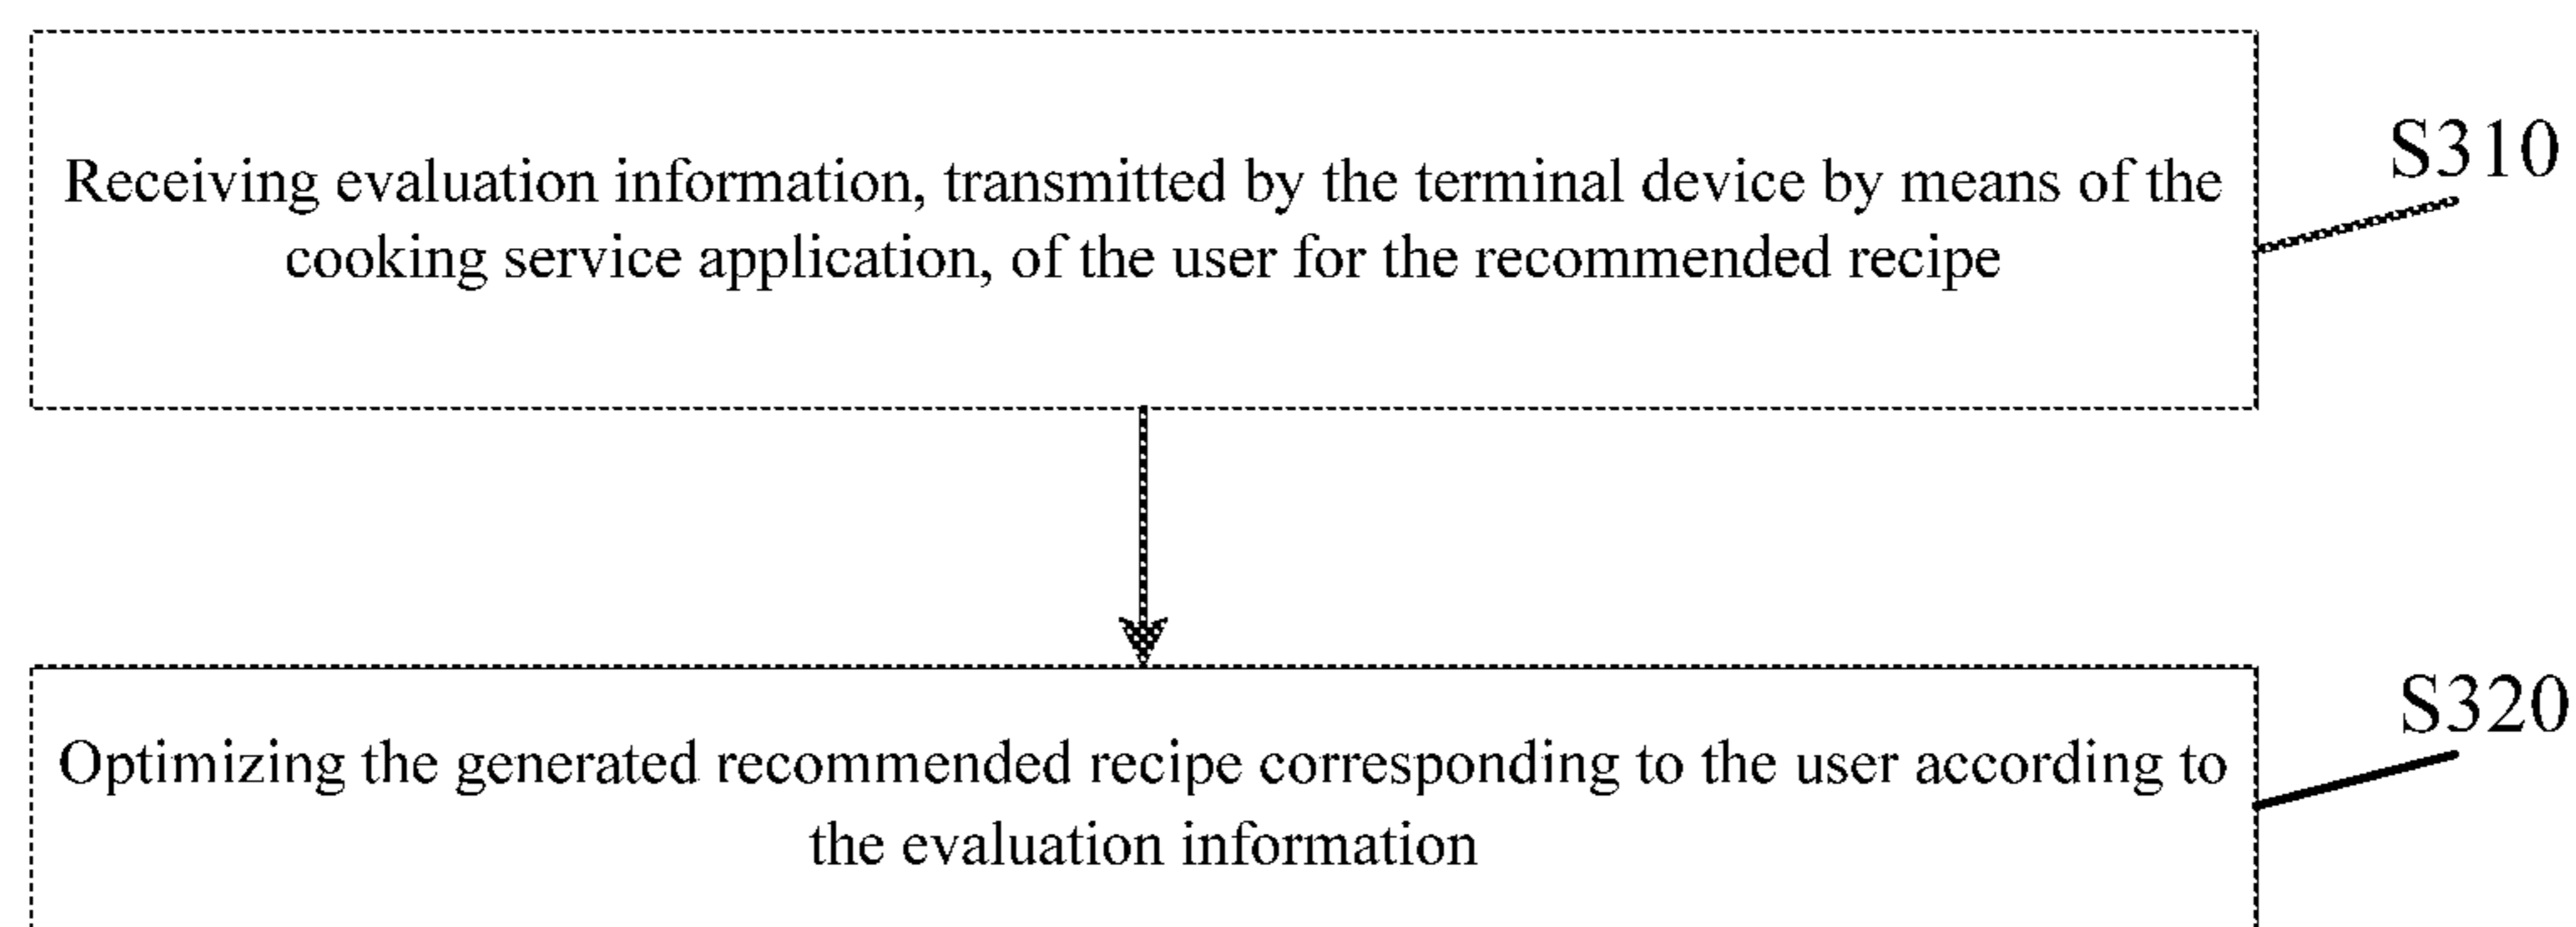 Receiving evaluation information, transmitted by the terminal device by means of the
cooking service application, of the user for the recommended recipe
S310
Optimizing the generated recommended recipe corresponding to the user according to
the evaluation information
S320